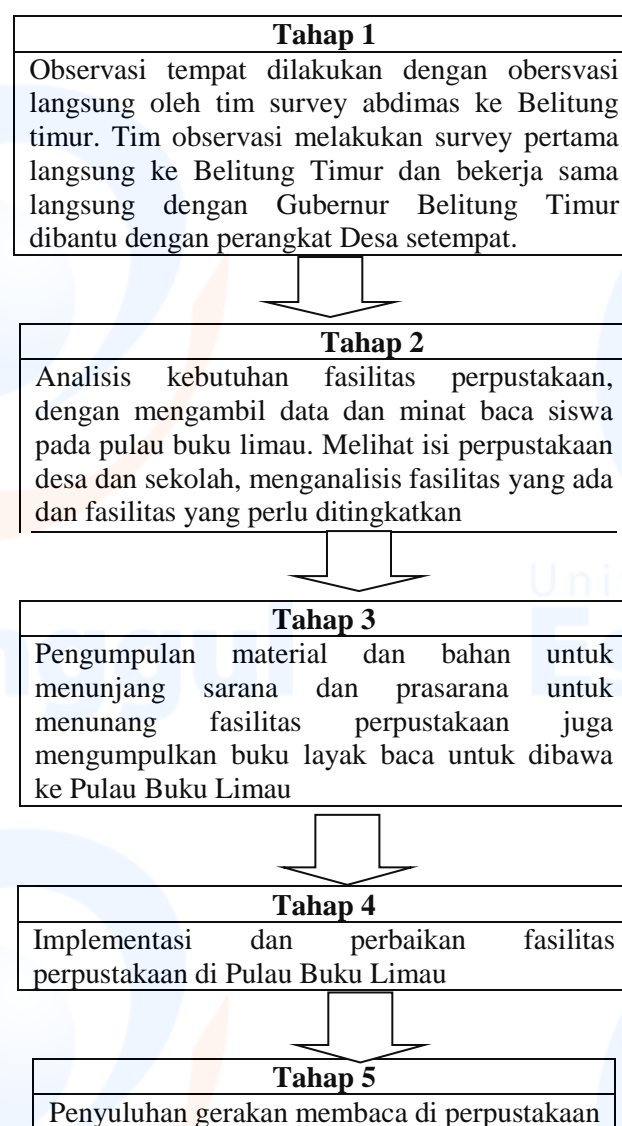 Tahap 1
Observasi tempat dilakukan dengan obersvasi
langsung oleh tim survey abdimas ke Belitung
timur. Tim observasi melakukan survey pertama
langsung ke Belitung Timur dan bekerja sama
langsung dengan Gubernur Belitung Timur
dibantu dengan perangkat Desa setempat.
Tahap 2
Analisis kebutuhan fasilitas perpustakaan,
dengan mengambil data dan minat baca siswa
pada pulau buku limau. Melihat isi perpustakaan
desa dan sekolah, menganalisis fasilitas yang ada
dan fasilitas yang perlu ditingkatkan
Tahap 3
Pengumpulan material dan bahan untuk
menunjang sarana dan prasarana untuk
menunang fasilitas perpustakaan juga
mengumpulkan buku layak baca untuk dibawa
ke Pulau Buku Limau
Tahap 4
Implementasi dan perbaikan fasilitas
perpustakaan di Pulau Buku Limau
Tahap 5
Penyuluhan gerakan membaca di perpustakaan